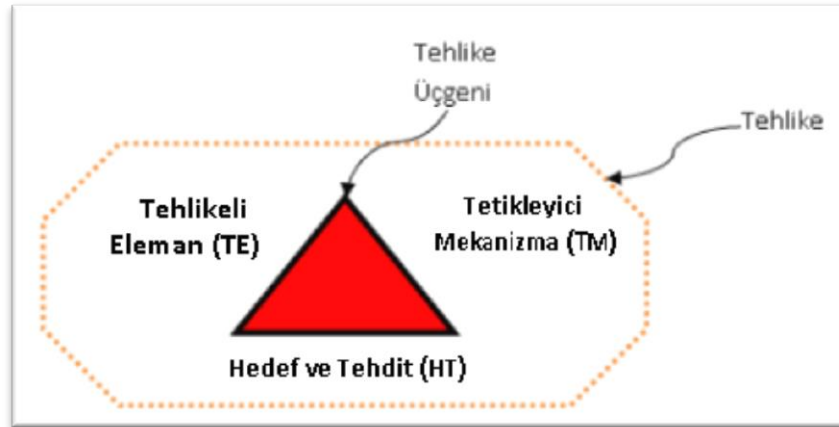 Tehlike
Üçgeni
Tehlike
Tehlikeli
Eleman (TE)
Tetikleyici
Mekanizma (TM)
Hedef ve Tehdit (HT)